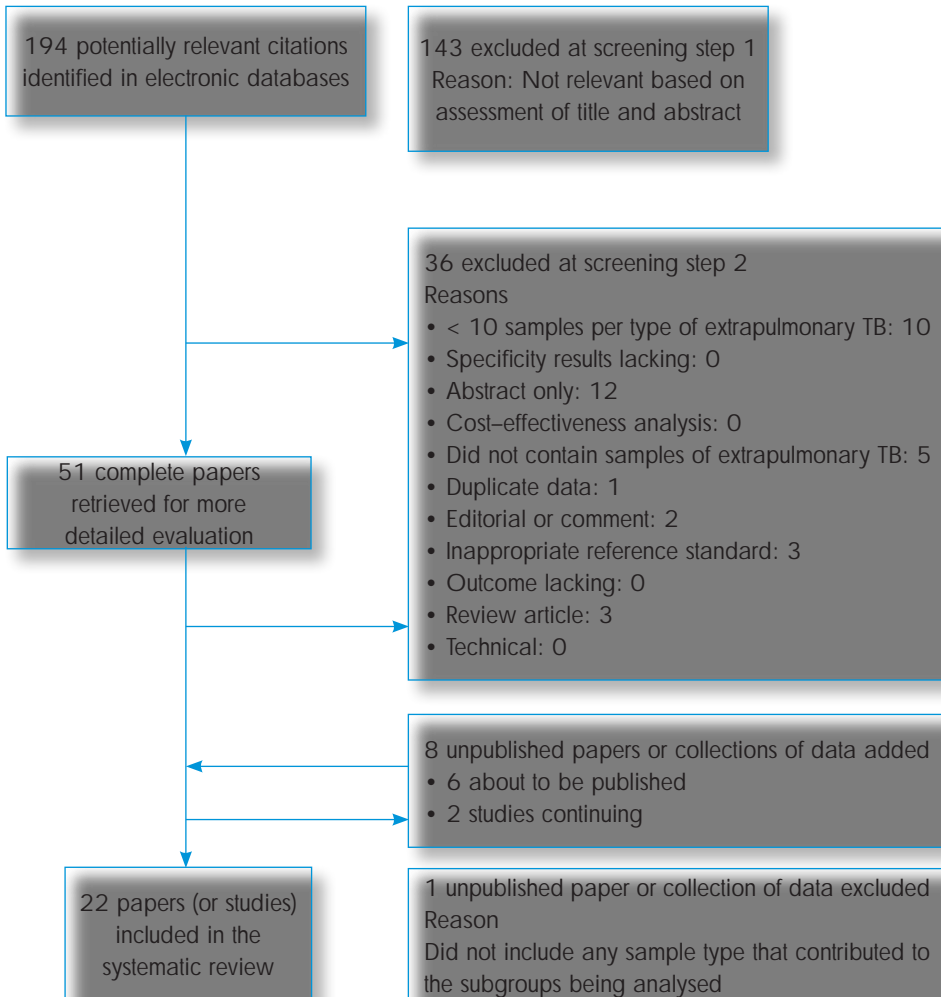 194 potentially relevant citations
identified in electronic databases
143 excluded at screening step 1
Reason: Not relevant based on
assessment of title and abstract
36 excluded at screening step 2
Reasons
• < 10 samples per type of extrapulmonary TB: 10
• Specificity results lacking: 0
• Abstract only: 12
• Cost–effectiveness analysis: 0
• Did not contain samples of extrapulmonary TB: 5
• Duplicate data: 1
• Editorial or comment: 2
• Inappropriate reference standard: 3
• Outcome lacking: 0
• Review article: 3
• Technical: 0
51 complete papers
retrieved for more
detailed evaluation
8 unpublished papers or collections of data added
• 6 about to be published
• 2 studies continuing
22 papers (or studies)
included in the
systematic review
1 unpublished paper or collection of data excluded
Reason
Did not include any sample type that contributed to
the subgroups being analysed